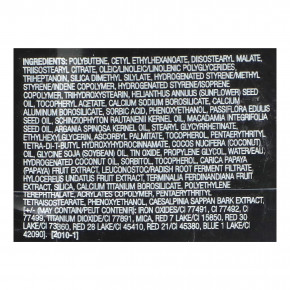 INGREDIENTS: POLYBUTENE, CETYL ETHYLHEXANOATE, DIISOSTEARYL MALATE,
TRIISOSTEARYL CITRATE, OLEIC/LINOLEIC/LINOLENIC POLYGLYCERIDES,
TRIHEPTANOIN, SILICA DIMETHYL SILYLATE, HYDROGENATED STYRENE/METHYL
STYRENE/INDENE COPOLYMER, HYDROGENATED STYRENE/ISOPRENE
COPOLYMER, TRIHYDROXYSTEARIN, HELIANTHUS ANNUUS (SUNFLOWER) SEED
OIL, TOCOPHERYL ACETATE, CALCIUM SODIUM BOROSILICATE, CALCIUM
ALUMINUM BOROSILICATE, SORBIC ACID, PASSIFLORA EDULIS
SEED OIL, SCHINZIOPHYTON RAUTANENII KERNEL OIL, MACADAMIA INTEGRIFOLIA
SEED OIL, ARGANIA SPINOSA KERNEL OIL, STEARYL GLYCYRRHETINATE,
ETHYLHEXYLGLYCERIN, ASCORBYL PALMITATE, TOCOPHEROL, PENTAERYTHRITYL
TETRA-DI-T-BUTYL HYDROXYHYDROCINNAMATE, COCOS NUCIFERA (COCONUT)
OIL, GLYCINE SOJA (SOYBEAN) OIL, TIN OXIDE, PROPYLENE GLYCOL, WATER/EAU,
HYDROGENATED COCONUT OIL, SORBITOL, TOCOPHEROL, CARICA PAPAYA
(PAPAYA) FRUIT EXTRACT, LEUCONOSTOC/RADISH ROOT FERMENT FILTRATE,
HYLOCEREUS UNDATUS FRUIT EXTRACT, TERMINALIA FERDINANDIANA FRUIT
EXTRACT, SILICA, CALCIUM TITANIUM BOROSILICATE, POLYETHYLENE
TEREPHTHALATE, ACRYLATES COPOLYMER, PENTAERYTHRITYL
TETRAISOSTEARATE, PHENOXYETHANOL, CAESALPINIA SAPPAN BARK EXTRACT,
+/- (MAY CONTAIN/PEUT CONTENIR): IRON OXIDES/CI 77491, CI 77492, CI
77499, TITANIUM DIOXIDE/CI 77891, MICA, RED 7 LAKE/CI 15850, RED 30
LAKE/CI 73360, RED 28 LAKE/CI 45410, RED 21/CI 45380, BLUE 1 LAKE/CI
42090]. [2010-1]